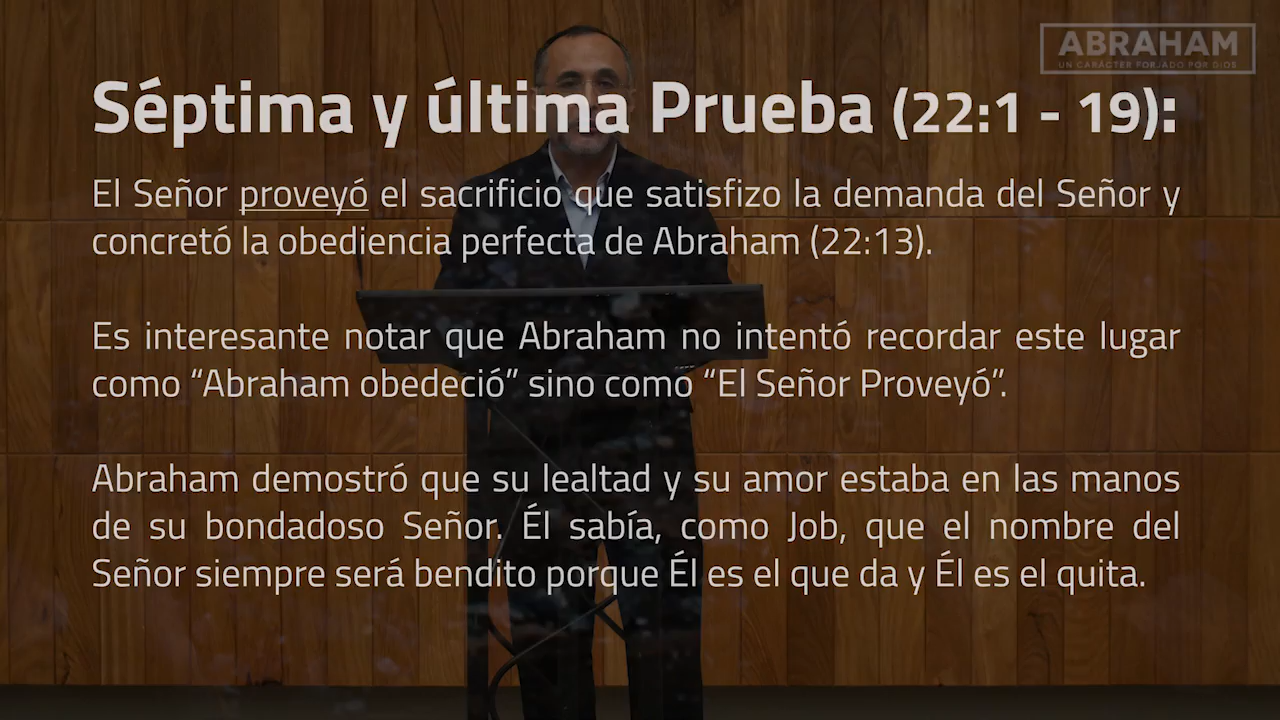 ABRAHAM
UN CARÁCTER FORJADO POR DIOS
Séptima y última Prueba (22:1 - 19):
El Señor proveyó el sacrificio que satisfizo la demanda del Señor y
concretó la obediencia perfecta de Abraham (22:13).
Es interesante notar que Abraham no intentó recordar este lugar
como “Abraham obedeció” sino como “El Señor Proveyó”.
Abraham demostró que su lealtad y su amor estaba en las manos
de su bondadoso Señor. Él sabía, como Job, que el nombre del
Señor siempre será bendito porque Él es el que da y Él es el quita.